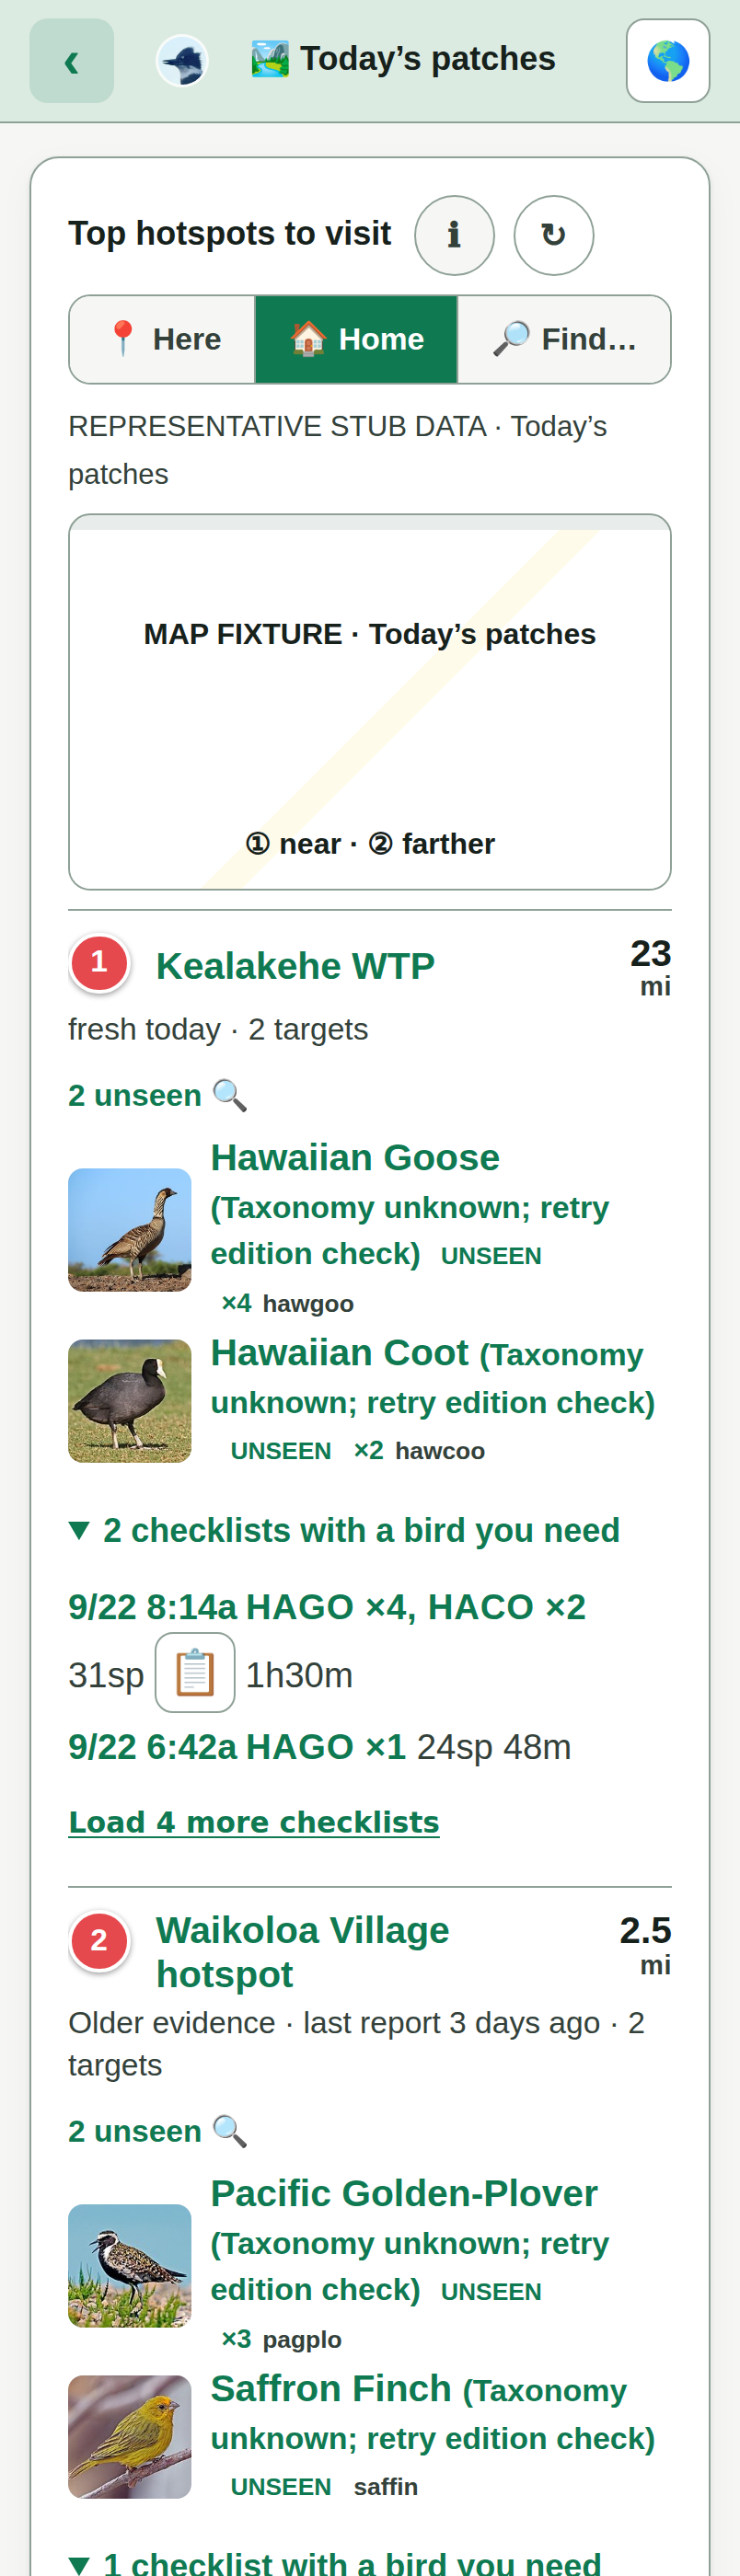 ‹ 🏞️ Today’s patches 🌎
Top hotspots to visit ℹ ↻
📍 Here 🏠 Home 🔎 Find…
REPRESENTATIVE STUB DATA · Today’s
patches
MAP FIXTURE · Today’s patches
① near · ② farther
1 Kealakehe WTP 23
mi
fresh today · 2 targets
2 unseen 🔍
Hawaiian Goose
(Taxonomy unknown; retry
edition check) UNSEEN
×4 hawgoo
Hawaiian Coot (Taxonomy
unknown; retry edition check)
UNSEEN ×2 hawcoo
▼ 2 checklists with a bird you need
9/22 8:14a HAGO ×4, HACO ×2
31sp 📋 1h30m
9/22 6:42a HAGO ×1 24sp 48m
Load 4 more checklists
2 Waikoloa Village 2.5
hotspot mi
Older evidence · last report 3 days ago · 2
targets
2 unseen 🔍
Pacific Golden-Plover
(Taxonomy unknown; retry
edition check) UNSEEN
×3 pagplo
Saffron Finch (Taxonomy
unknown; retry edition check)
UNSEEN saffin
▼ 1 checklist with a bird you need